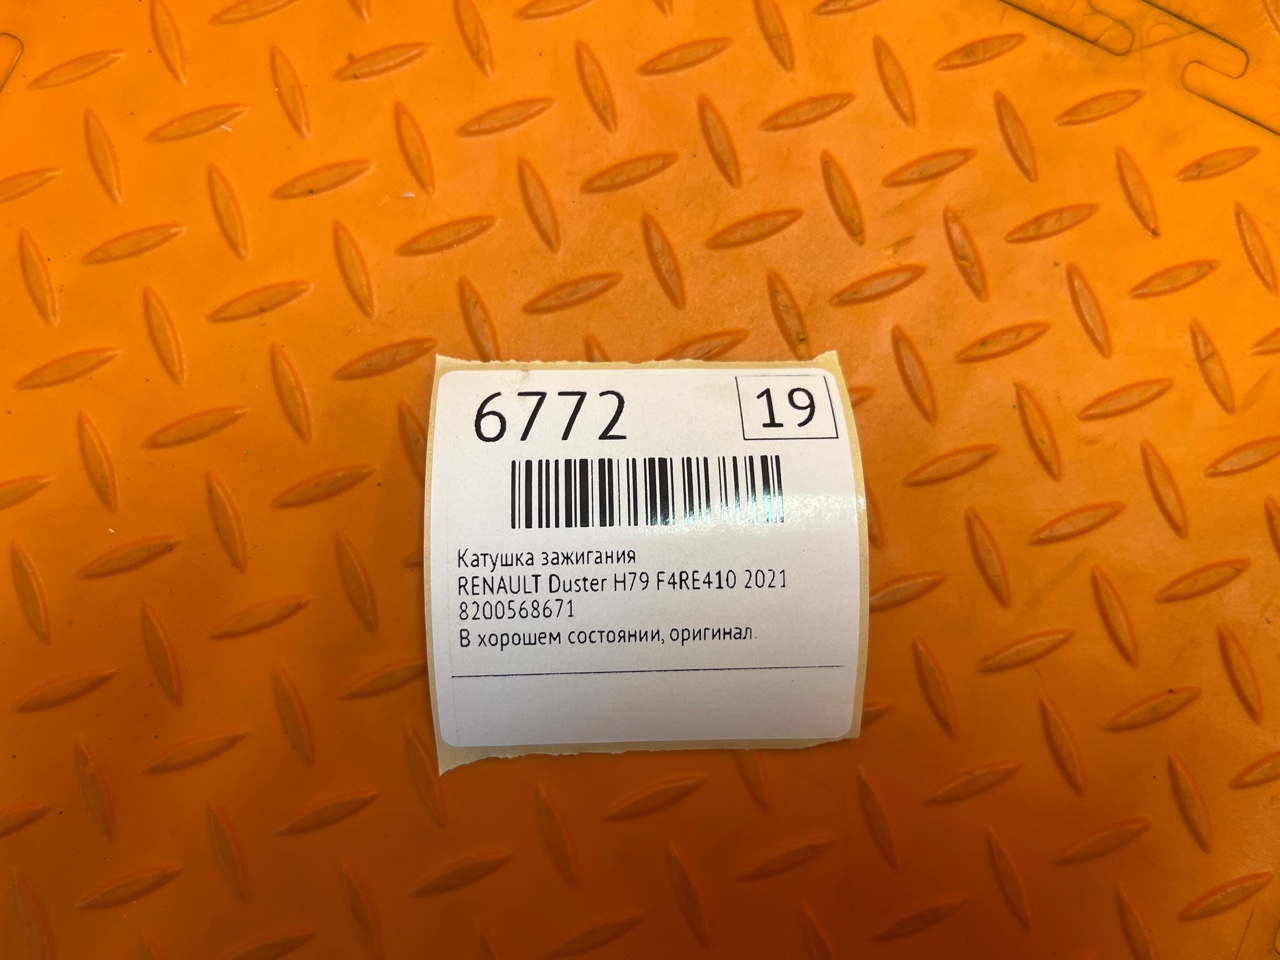 6772
19
Катушка зажигания
RENAULT Duster H79 F4RE410 2021
8200568671
В хорошем состоянии, оригинал.